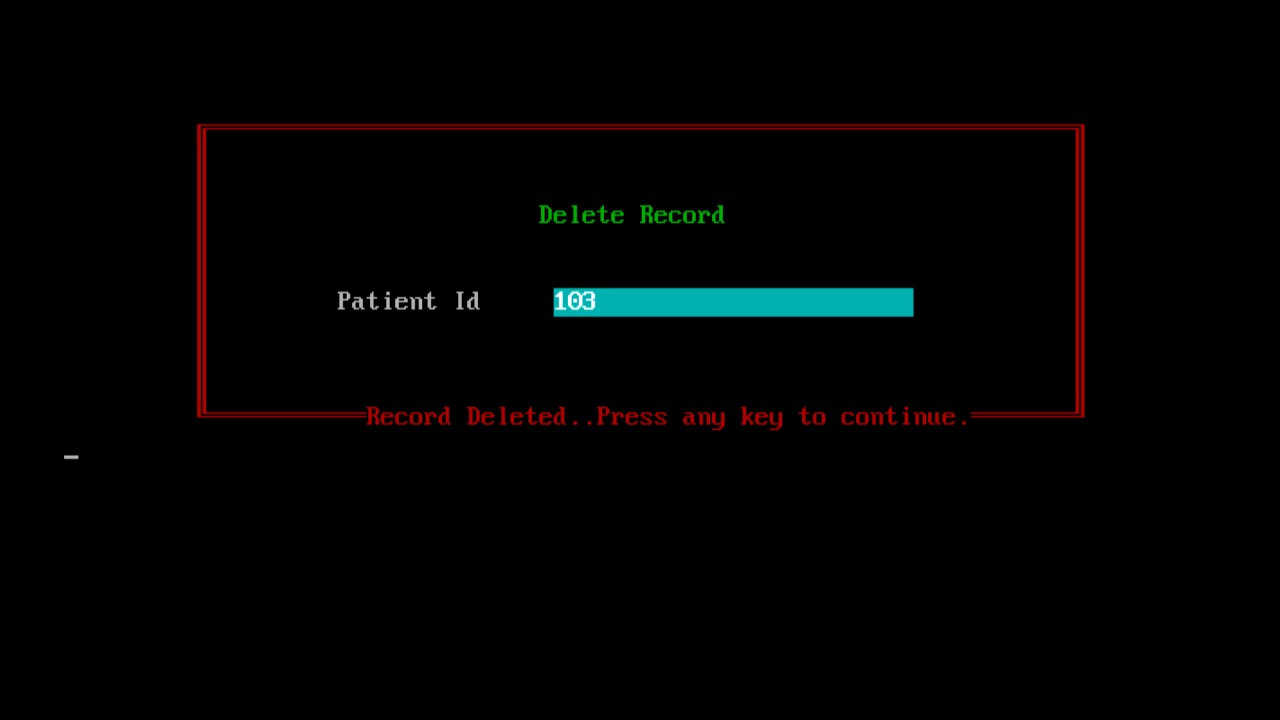 Delete Record
Patient Id 103
Record Deleted..Press any key to continue.